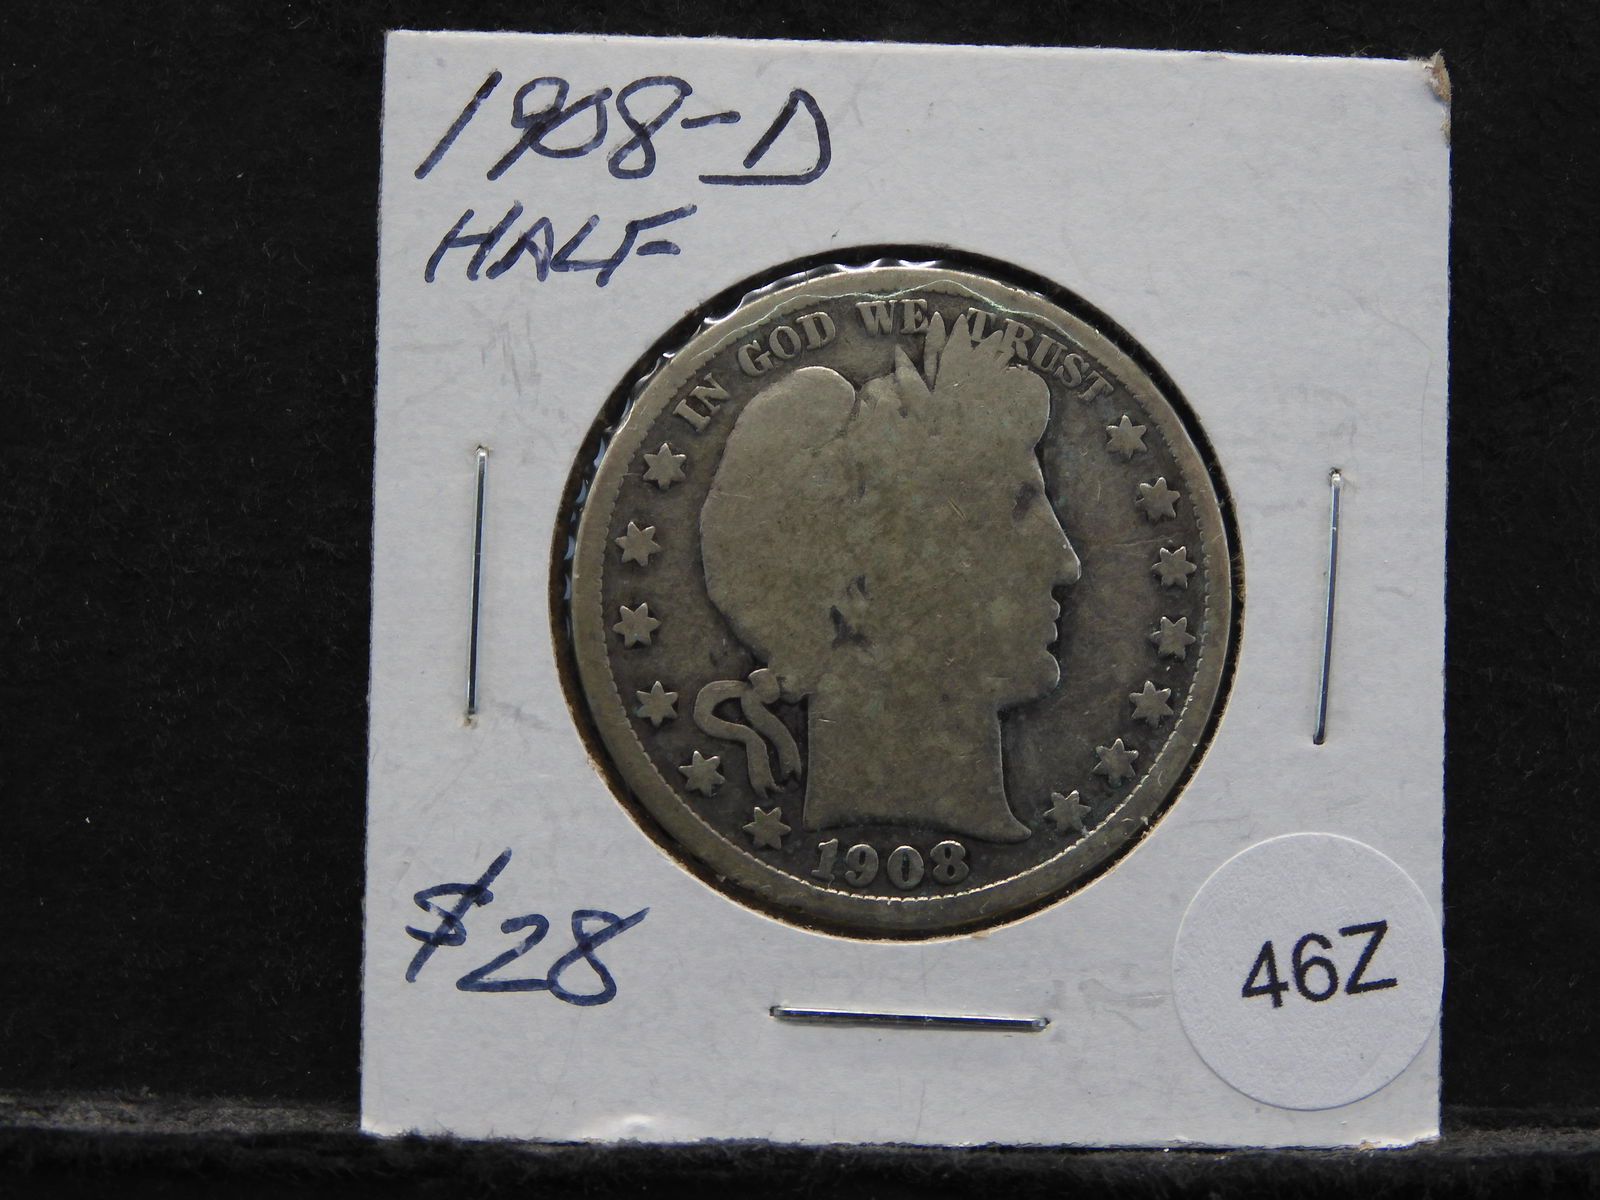 1908-D
HALF
IN GOD WE TRUST
1908
$28
46Z